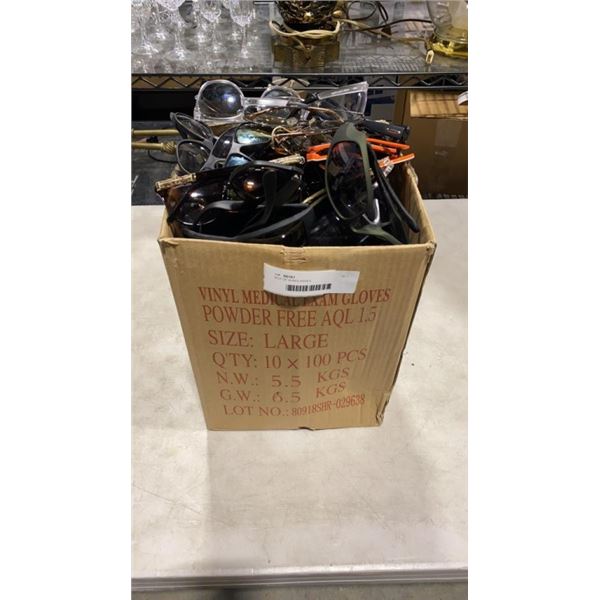 VINYL MEDICAL EXAM GLOVES
POWDER FREE AQL 1.5
SIZE: LARGE
Q'TY: 10 × 100 PCS
N.W.: 5.5 KGS
G.W.: 6.5 KGS
LOT NO.: 80918SHR-029638